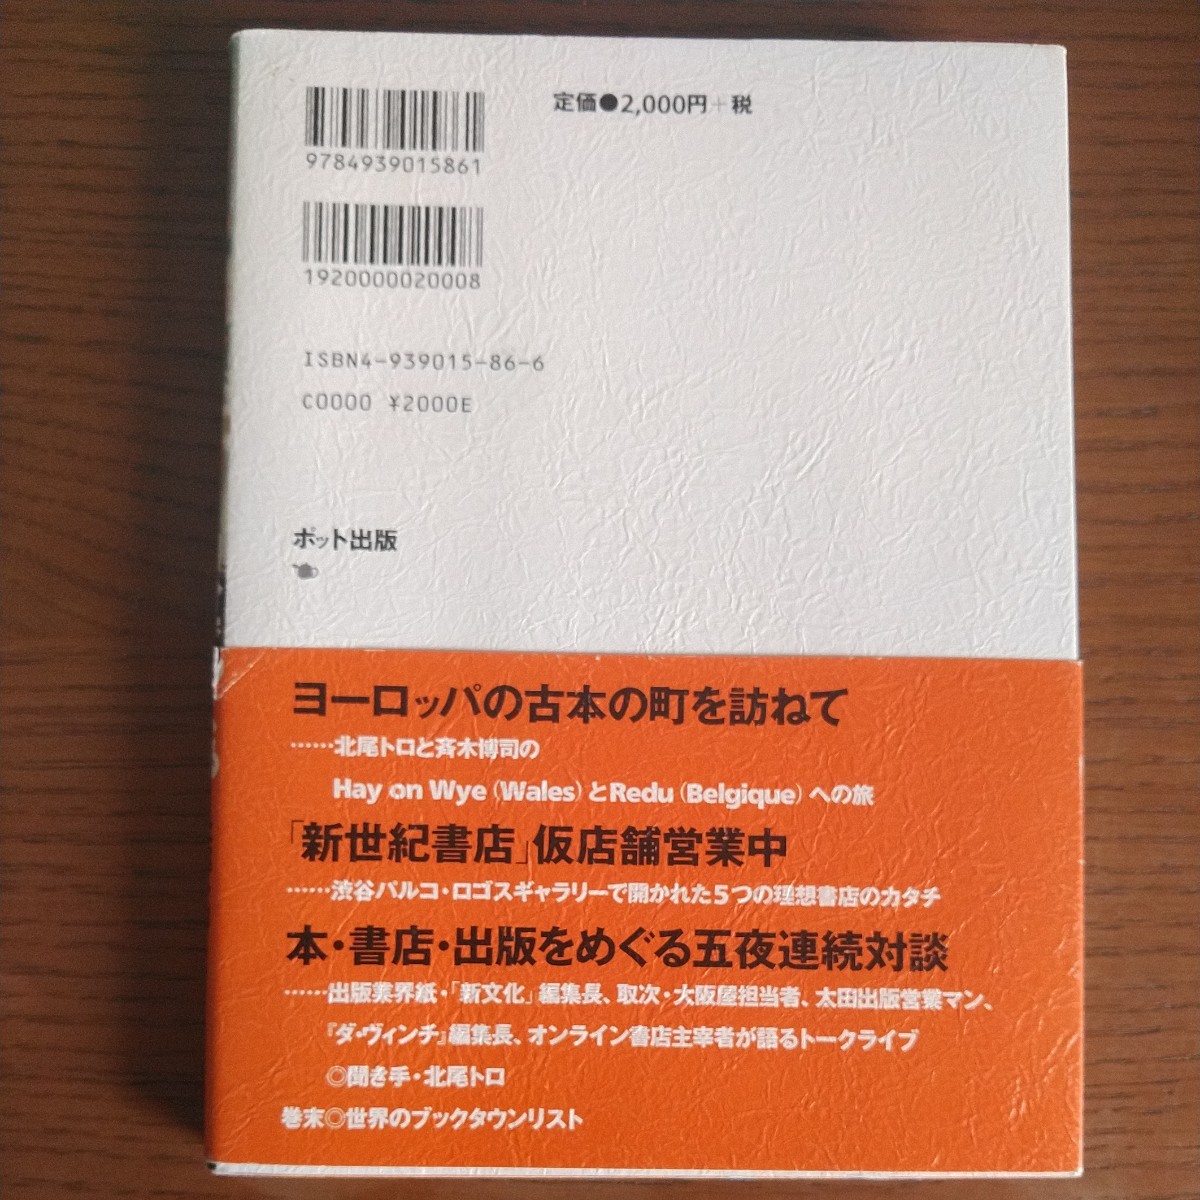 9784939015861
定価●2,000円+税
1920000020008
ISBN4-939015-86-6
C0000 ¥2000E
ポット出版
ヨーロッパの古本の町を訪ねて
……北尾トロと斉木博司の
Hay on Wye(Wales)とRedu(Belgique)への旅
「新世紀書店」仮店舗営業中
……渋谷パルコ・ロゴスギャラリーで開かれた5つの理想書店のカタチ
本・書店・出版をめぐる五夜連続対談
……出版業界紙・「新文化」編集長、取次・大阪屋担当者、太田出版営業マン、
『ダ・ヴィンチ』編集長、オンライン書店主宰者が語るトークライブ
◎聞き手・北尾トロ
巻末◎世界のブックタウンリスト